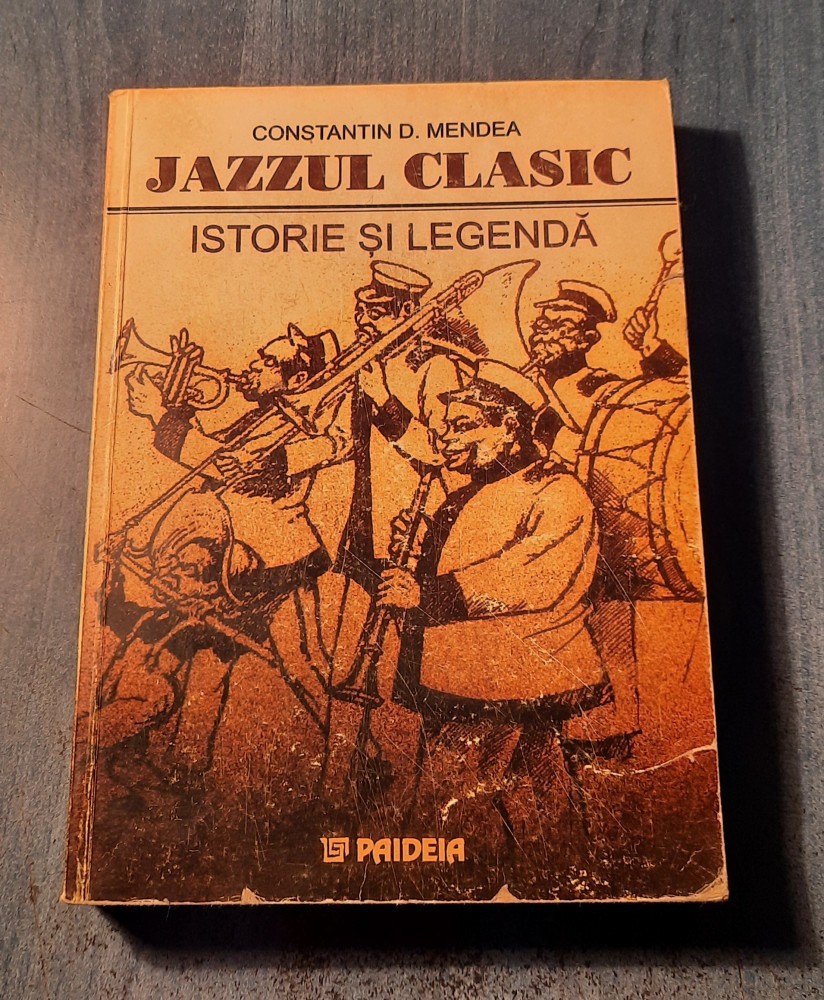 CONSTANTIN D. MENDEA
JAZZUL CLASIC
ISTORIE ȘI LEGENDĂ
PAIDEIA